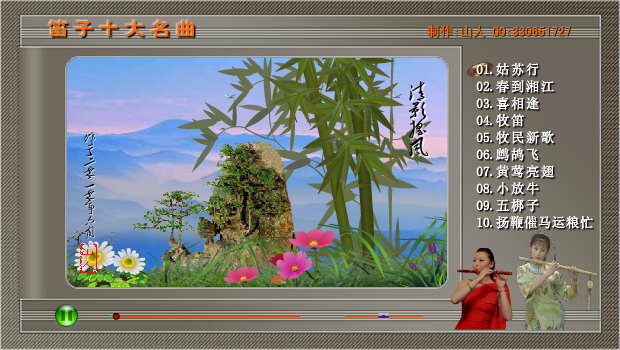 笛子十大名曲
制作:山人 QQ:330651727
清影摇风
01.姑苏行
02.春到湘江
03.喜相逢
04.牧笛
05.牧民新歌
06.鹧鸪飞
07.黄莺亮翅
08.小放牛
09.五梆子
10.扬鞭催马运粮忙